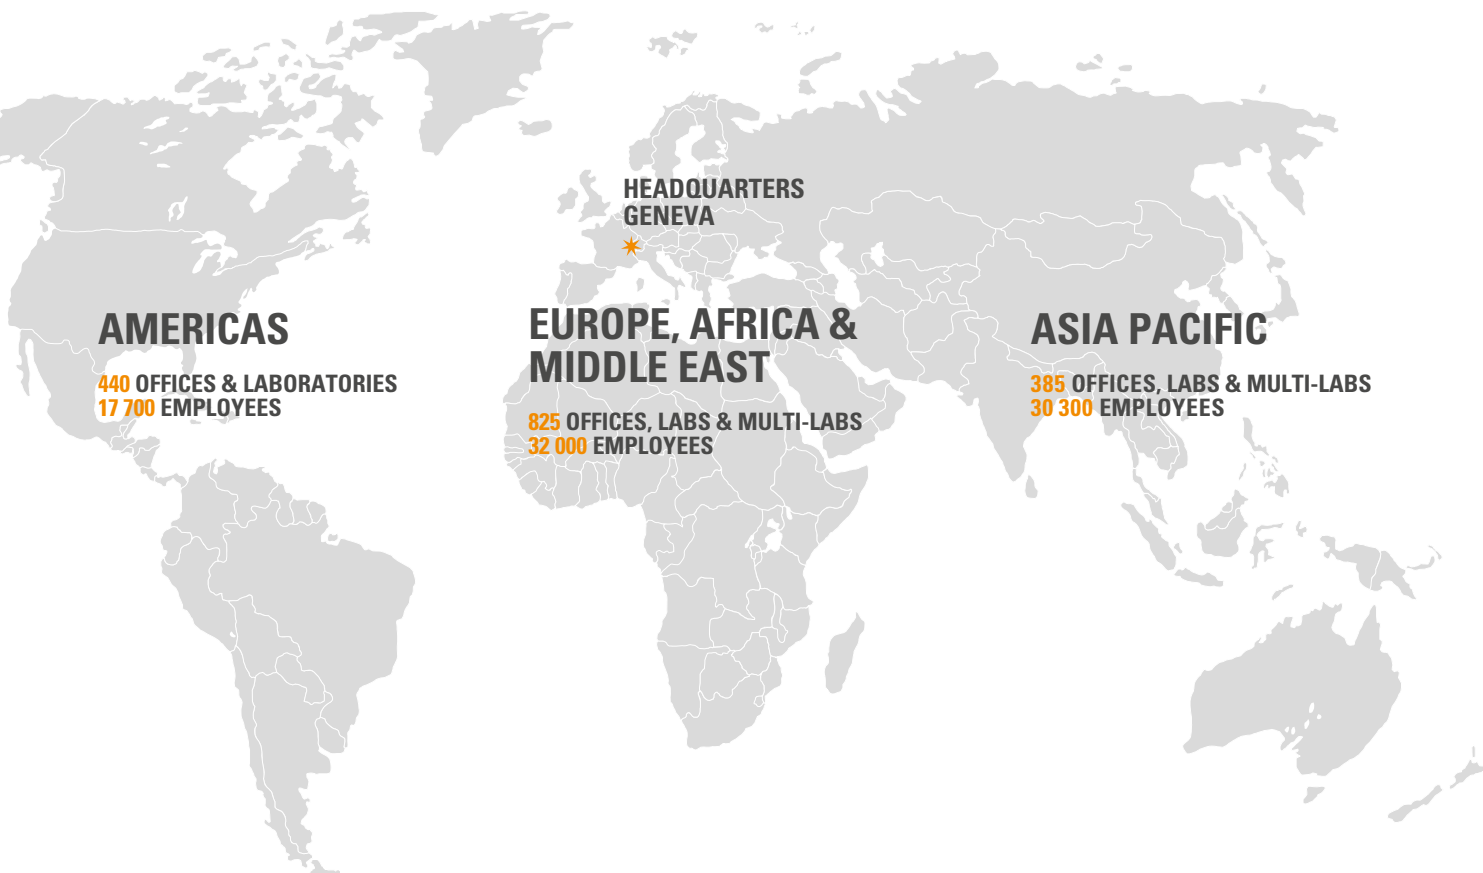 HEADQUARTERS
GENEVA
AMERICAS
440 OFFICES & LABORATORIES
17 700 EMPLOYEES
EUROPE, AFRICA &
MIDDLE EAST
825 OFFICES, LABS & MULTI-LABS
32 000 EMPLOYEES
ASIA PACIFIC
385 OFFICES, LABS & MULTI-LABS
30 300 EMPLOYEES